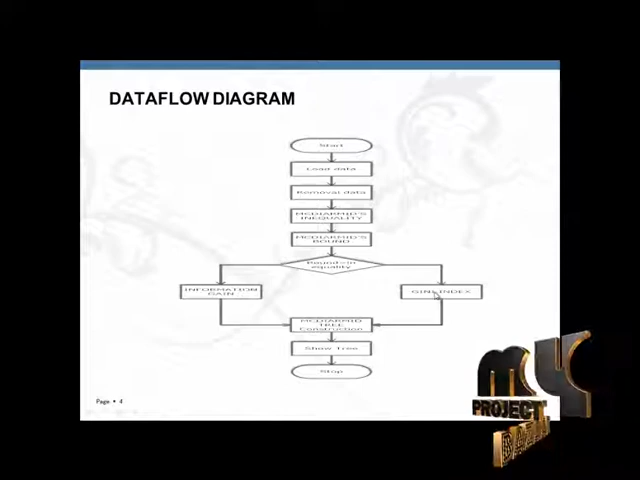 DATAFLOW DIAGRAM
Start
Load data
Removal data
MCDIARMID'S
INEQUALITY
MCDIARMID'S
BOUND
Bound=in
equality
INFORMATION
GAIN
GINI INDEX
MCDIARMID
TREE
Construction
Show Tree
Stop
Page • 4
PROJECT